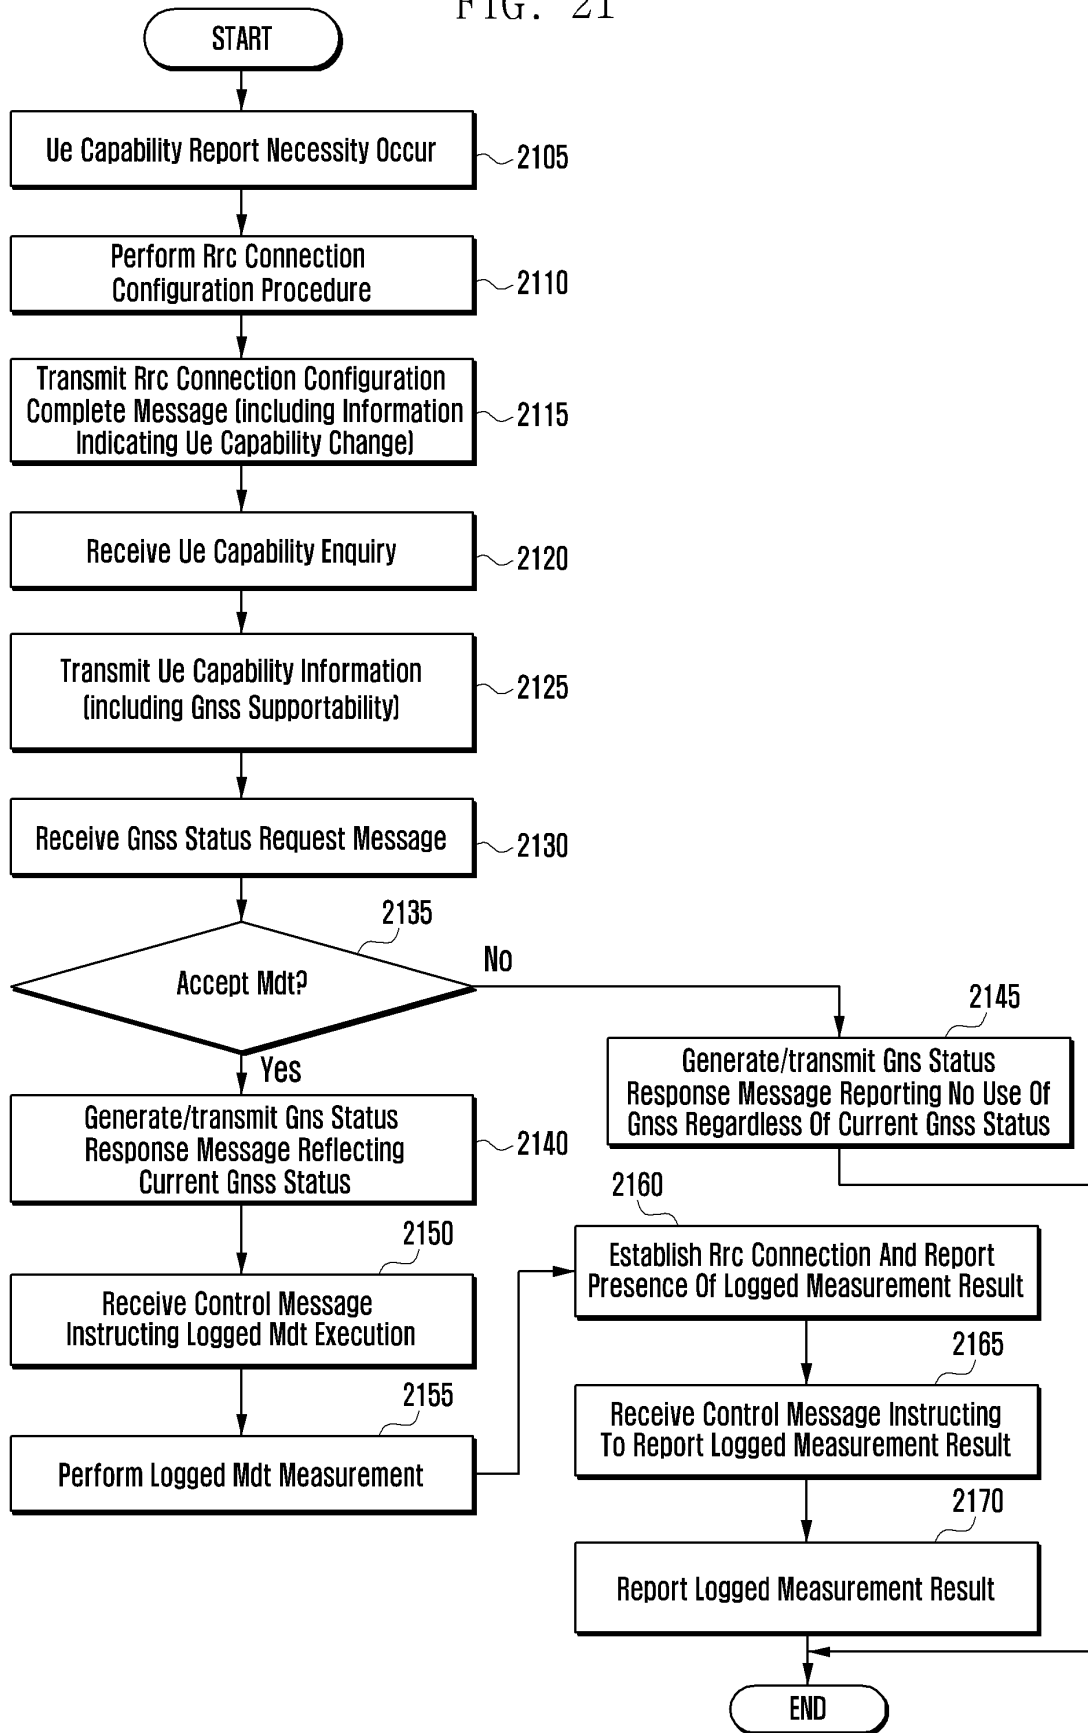 FIG. 21
START
Ue Capability Report Necessity Occur
2105
Perform Rrc Connection
Configuration Procedure
2110
Transmit Rrc Connection Configuration
Complete Message (including Information
Indicating Ue Capability Change)
2115
Receive Ue Capability Enquiry
2120
Transmit Ue Capability Information
(including Gnss Supportability)
2125
Receive Gnss Status Request Message
2130
2135
Accept Mdt?
No
Yes
2145
Generate/transmit Gns Status
Response Message Reporting No Use Of
Gnss Regardless Of Current Gnss Status
Generate/transmit Gns Status
Response Message Reflecting
Current Gnss Status
2140
2150
Receive Control Message
Instructing Logged Mdt Execution
2155
Perform Logged Mdt Measurement
2160
Establish Rrc Connection And Report
Presence Of Logged Measurement Result
2165
Receive Control Message Instructing
To Report Logged Measurement Result
2170
Report Logged Measurement Result
END